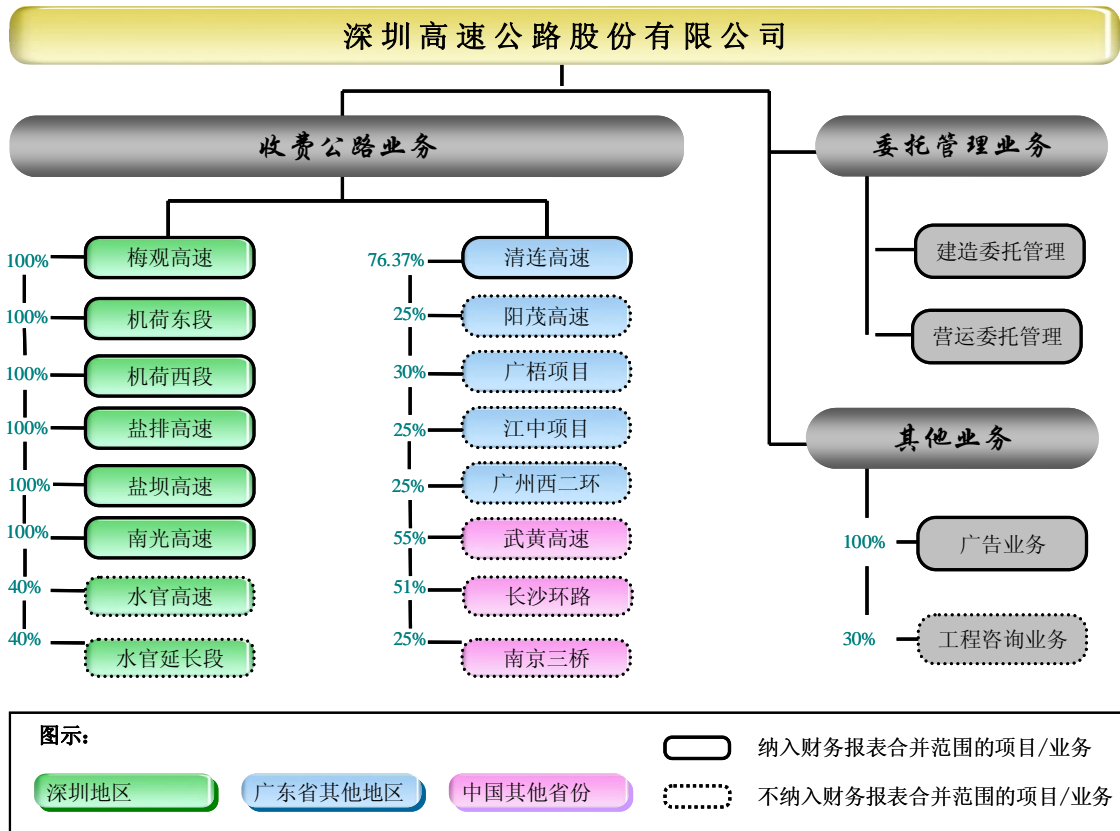 深圳高速公路股份有限公司
收费公路业务
委托管理业务
100% 梅观高速
100% 机荷东段
100% 机荷西段
100% 盐排高速
100% 盐坝高速
100% 南光高速
40% 水官高速
40% 水官延长段
76.37% 清连高速
25% 阳茂高速
30% 广梧项目
25% 江中项目
25% 广州西二环
55% 武黄高速
51% 长沙环路
25% 南京三桥
建造委托管理
营运委托管理
其他业务
100% 广告业务
30% 工程咨询业务
图示：
深圳地区
广东省其他地区
中国其他省份
纳入财务报表合并范围的项目/业务
不纳入财务报表合并范围的项目/业务